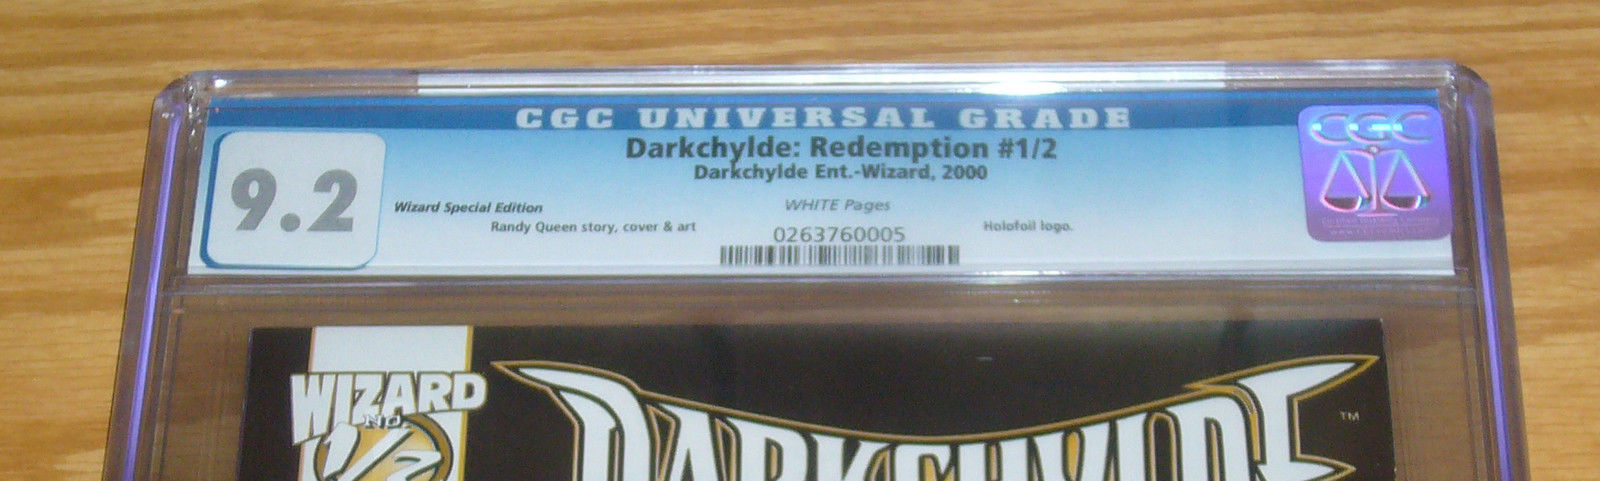 CGC UNIVERSAL GRADE
9.2
Darkchylde: Redemption #1/2
Darkchylde Ent.-Wizard, 2000
Wizard Special Edition
WHITE Pages
Randy Queen story, cover & art
Holofoil logo.
0263760005
CGC
WIZARD
NO.
1/2
DARKCHYLDE
TM